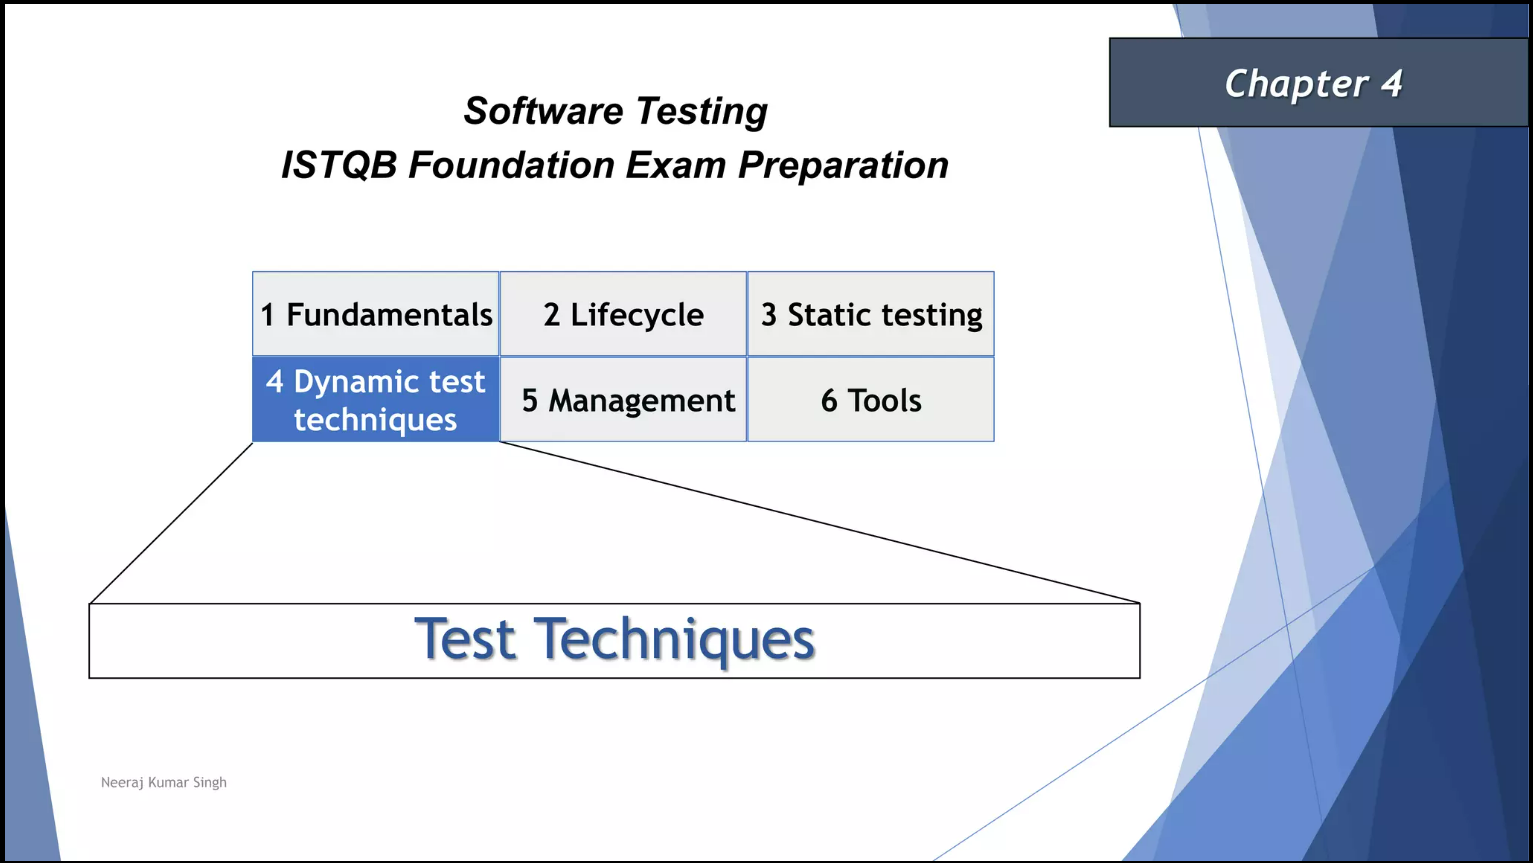 Chapter 4
Software Testing
ISTQB Foundation Exam Preparation
1 Fundamentals
2 Lifecycle
3 Static testing
4 Dynamic test
techniques
5 Management
6 Tools
Test Techniques
Neeraj Kumar Singh